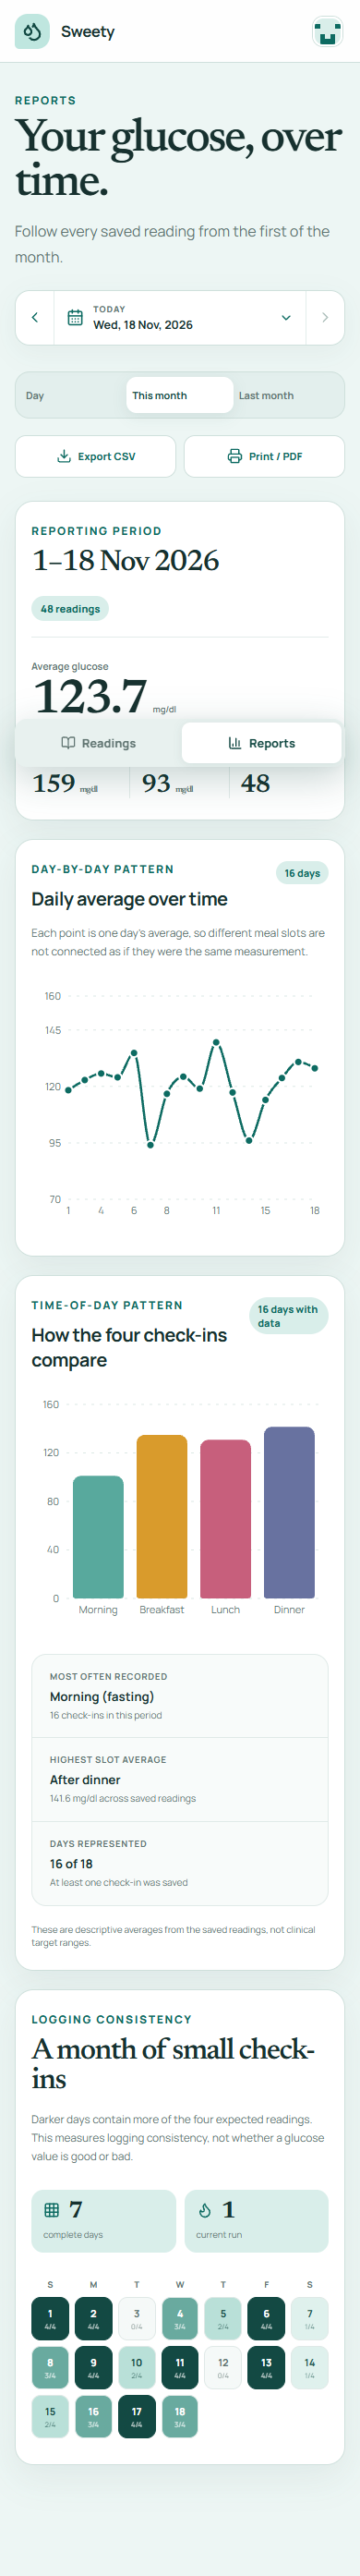 Sweety
REPORTS
Your glucose, over
time.
Follow every saved reading from the first of the
month.
TODAY
Wed, 18 Nov, 2026
Day
This month
Last month
Export CSV
Print / PDF
REPORTING PERIOD
1–18 Nov 2026
48 readings
Average glucose
123.7 mg/dl
Readings
Reports
159 mg/dl
93 mg/dl
48
DAY-BY-DAY PATTERN
16 days
Daily average over time
Each point is one day's average, so different meal slots are
not connected as if they were the same measurement.
160
145
120
95
70
1 4 6 8 11 15 18
TIME-OF-DAY PATTERN
16 days with
data
How the four check-ins
compare
160
120
80
40
0
Morning Breakfast Lunch Dinner
MOST OFTEN RECORDED
Morning (fasting)
16 check-ins in this period
HIGHEST SLOT AVERAGE
After dinner
141.6 mg/dl across saved readings
DAYS REPRESENTED
16 of 18
At least one check-in was saved
These are descriptive averages from the saved readings, not clinical
target ranges.
LOGGING CONSISTENCY
A month of small check-
ins
Darker days contain more of the four expected readings.
This measures logging consistency, not whether a glucose
value is good or bad.
7
complete days
1
current run
S M T W T F S
1 2 3 4 5 6 7
4/4 4/4 0/4 3/4 2/4 4/4 1/4
8 9 10 11 12 13 14
3/4 4/4 2/4 4/4 0/4 4/4 1/4
15 16 17 18
2/4 3/4 4/4 3/4